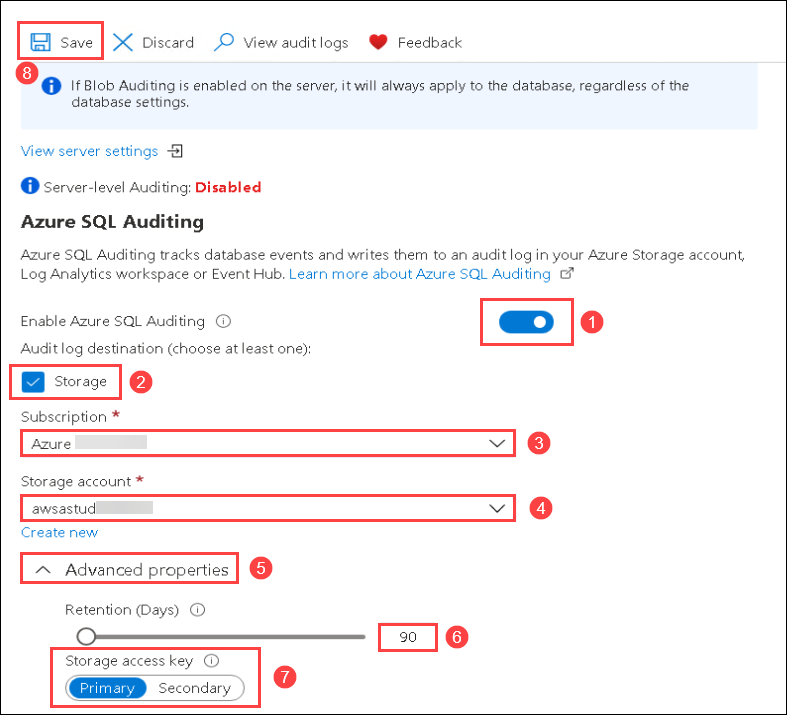 Save Discard View audit logs Feedback
8
If Blob Auditing is enabled on the server, it will always apply to the database, regardless of the
database settings.
View server settings
Server-level Auditing: Disabled
Azure SQL Auditing
Azure SQL Auditing tracks database events and writes them to an audit log in your Azure Storage account,
Log Analytics workspace or Event Hub. Learn more about Azure SQL Auditing
Enable Azure SQL Auditing 1
Audit log destination (choose at least one):
Storage 2
Subscription *
Azure 3
Storage account *
awsastud 4
Create new
Advanced properties 5
Retention (Days)
90 6
Storage access key
7
Primary Secondary